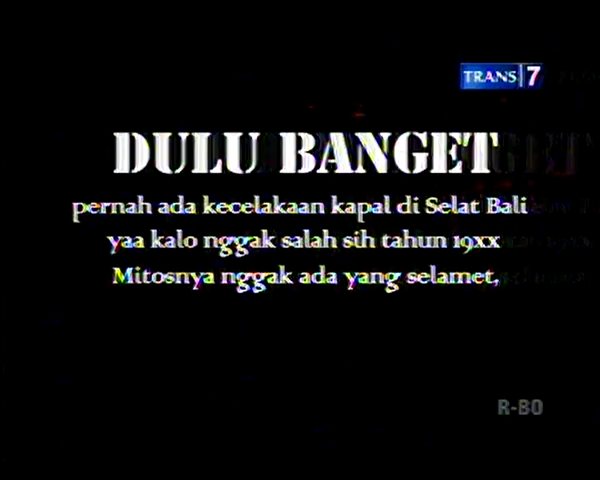 TRANS|7
DULU BANGET
pernah ada kecelakaan kapal di Selat Bali
yaa kalo nggak salah sih tahun 19xx
Mitosnya nggak ada yang selamet,
R-BO